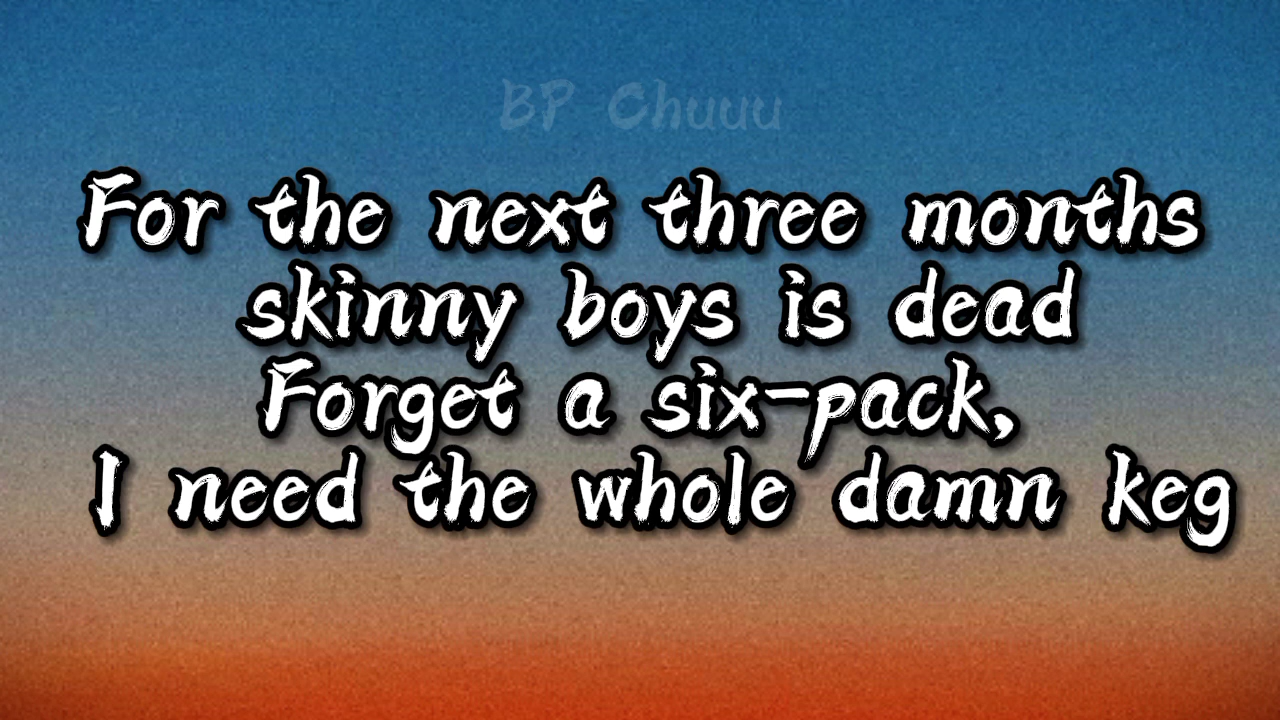 BP Chuuu
For the next three months
skinny boys is dead
Forget a six-pack,
I need the whole damn keg